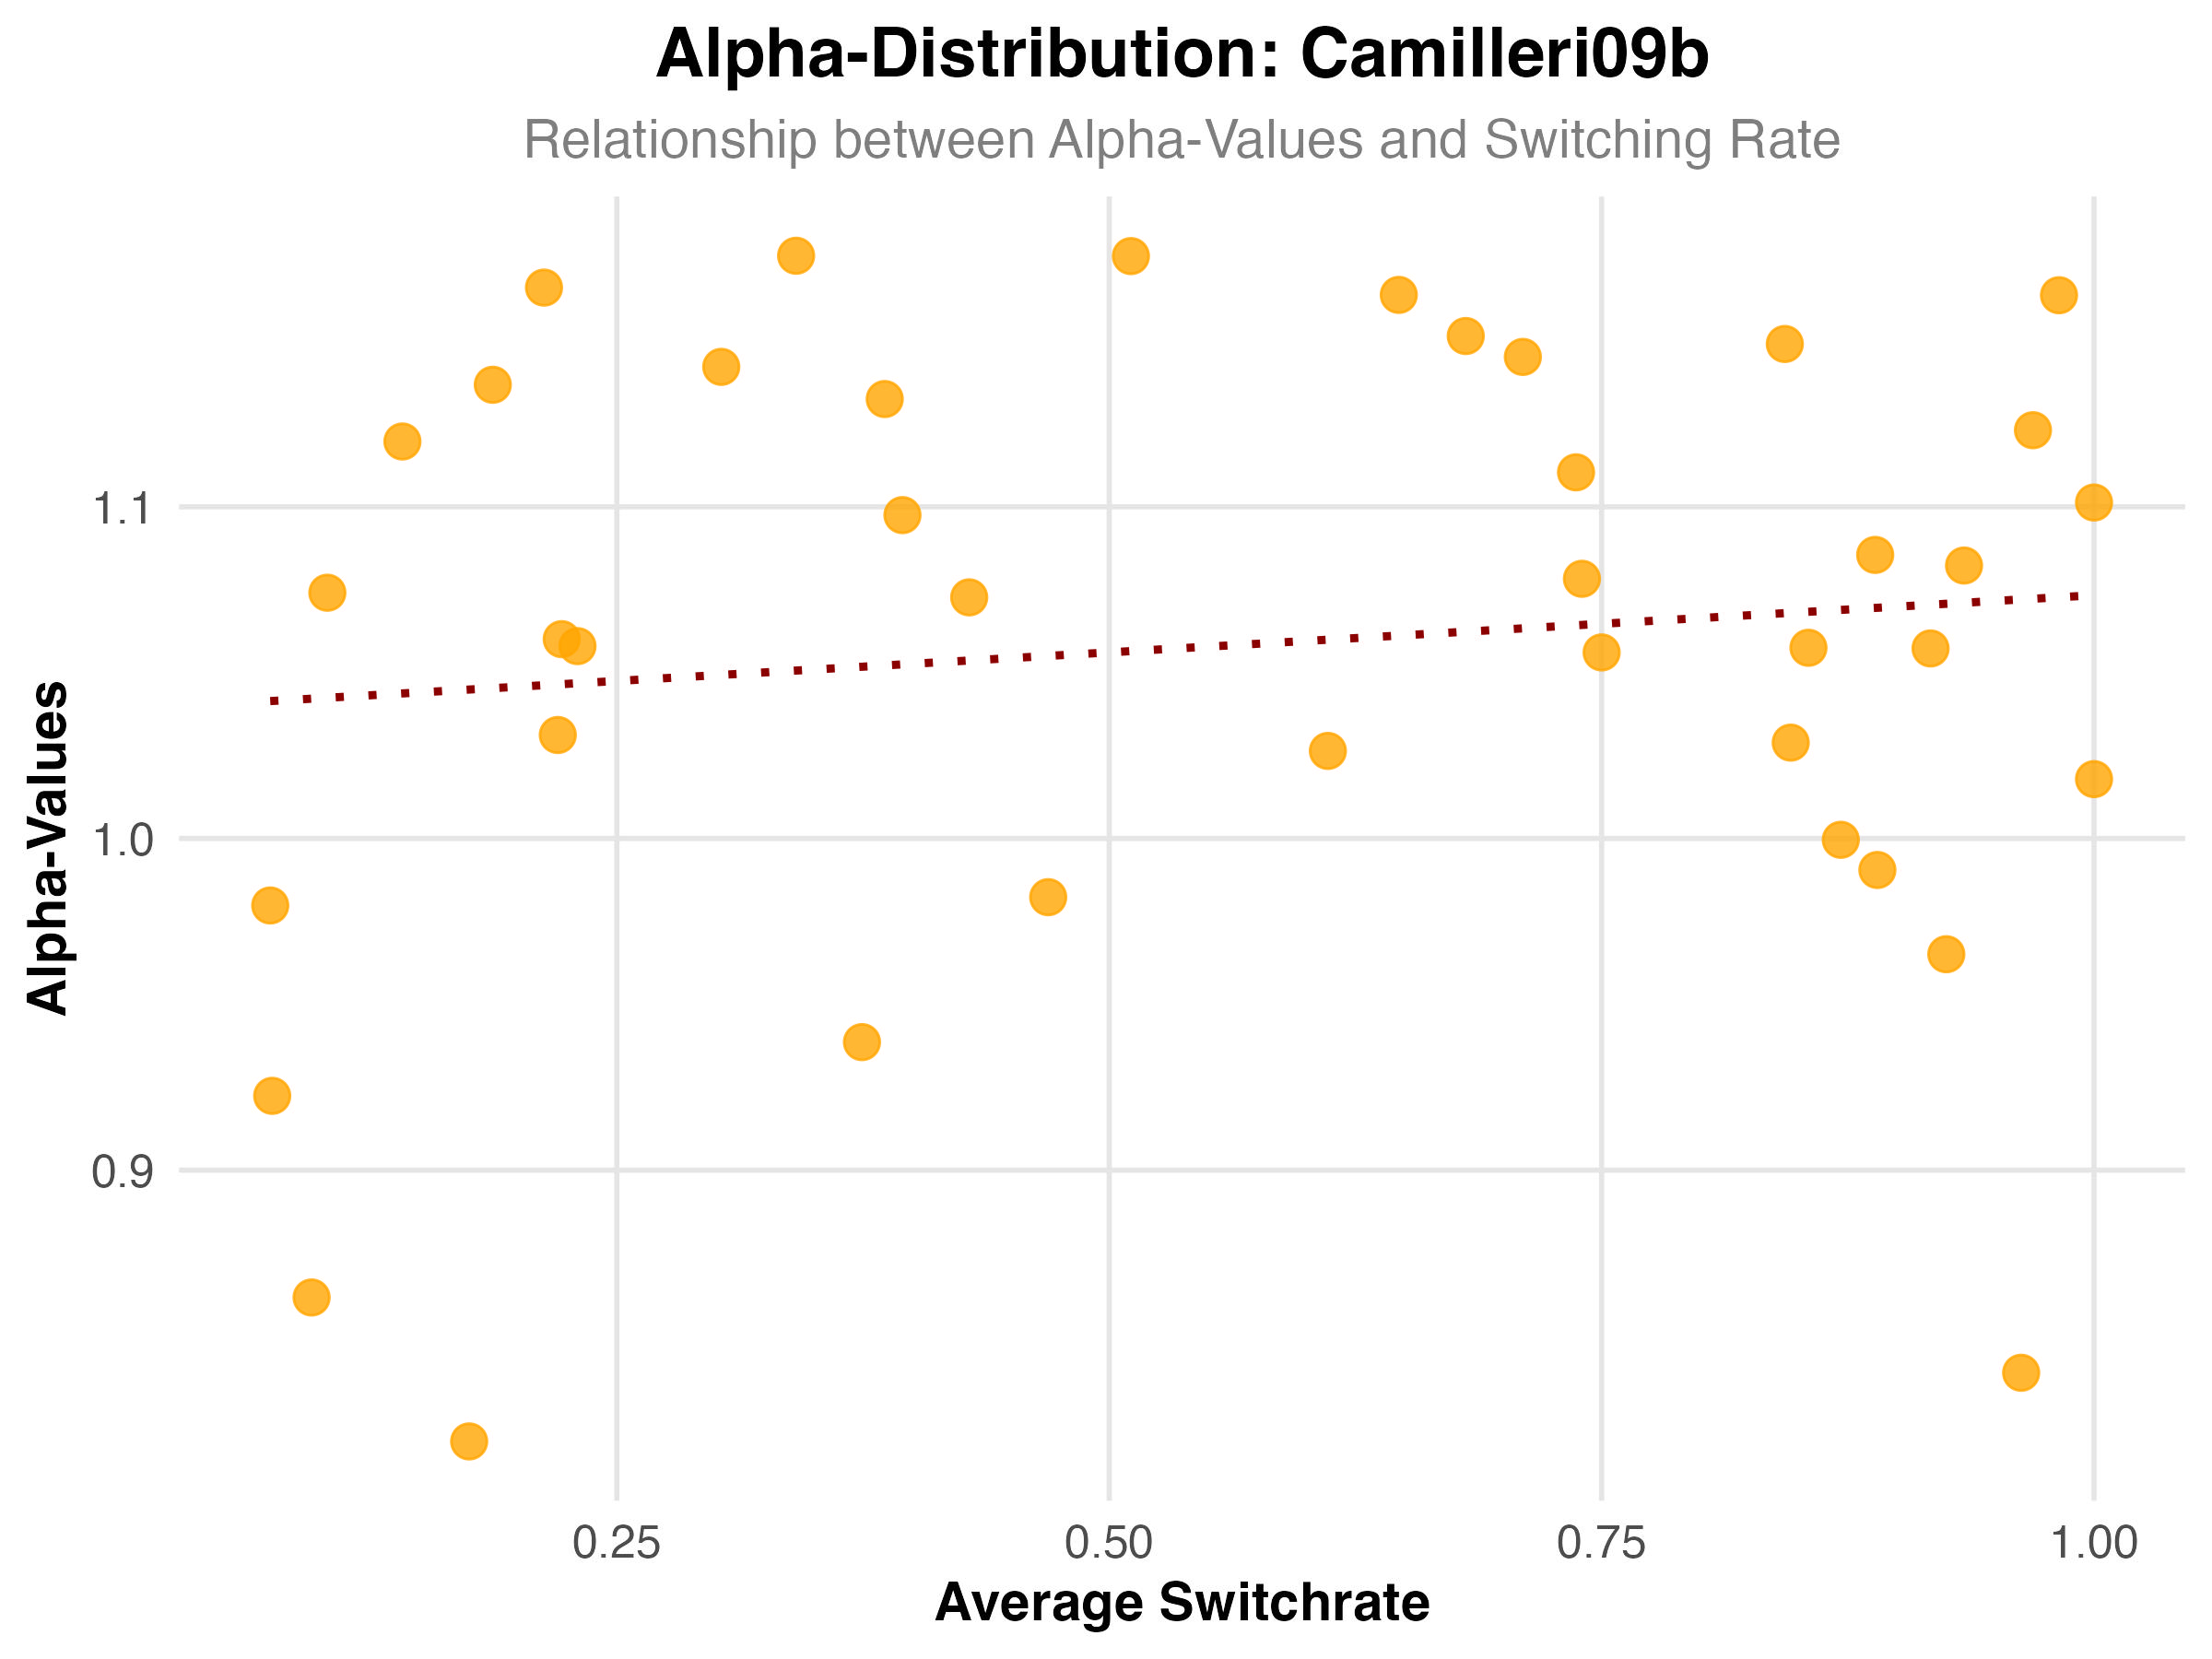 Alpha-Distribution: Camilleri09b
Relationship between Alpha-Values and Switching Rate
Alpha-Values
1.1
1.0
0.9
0.25 0.50 0.75 1.00
Average Switchrate